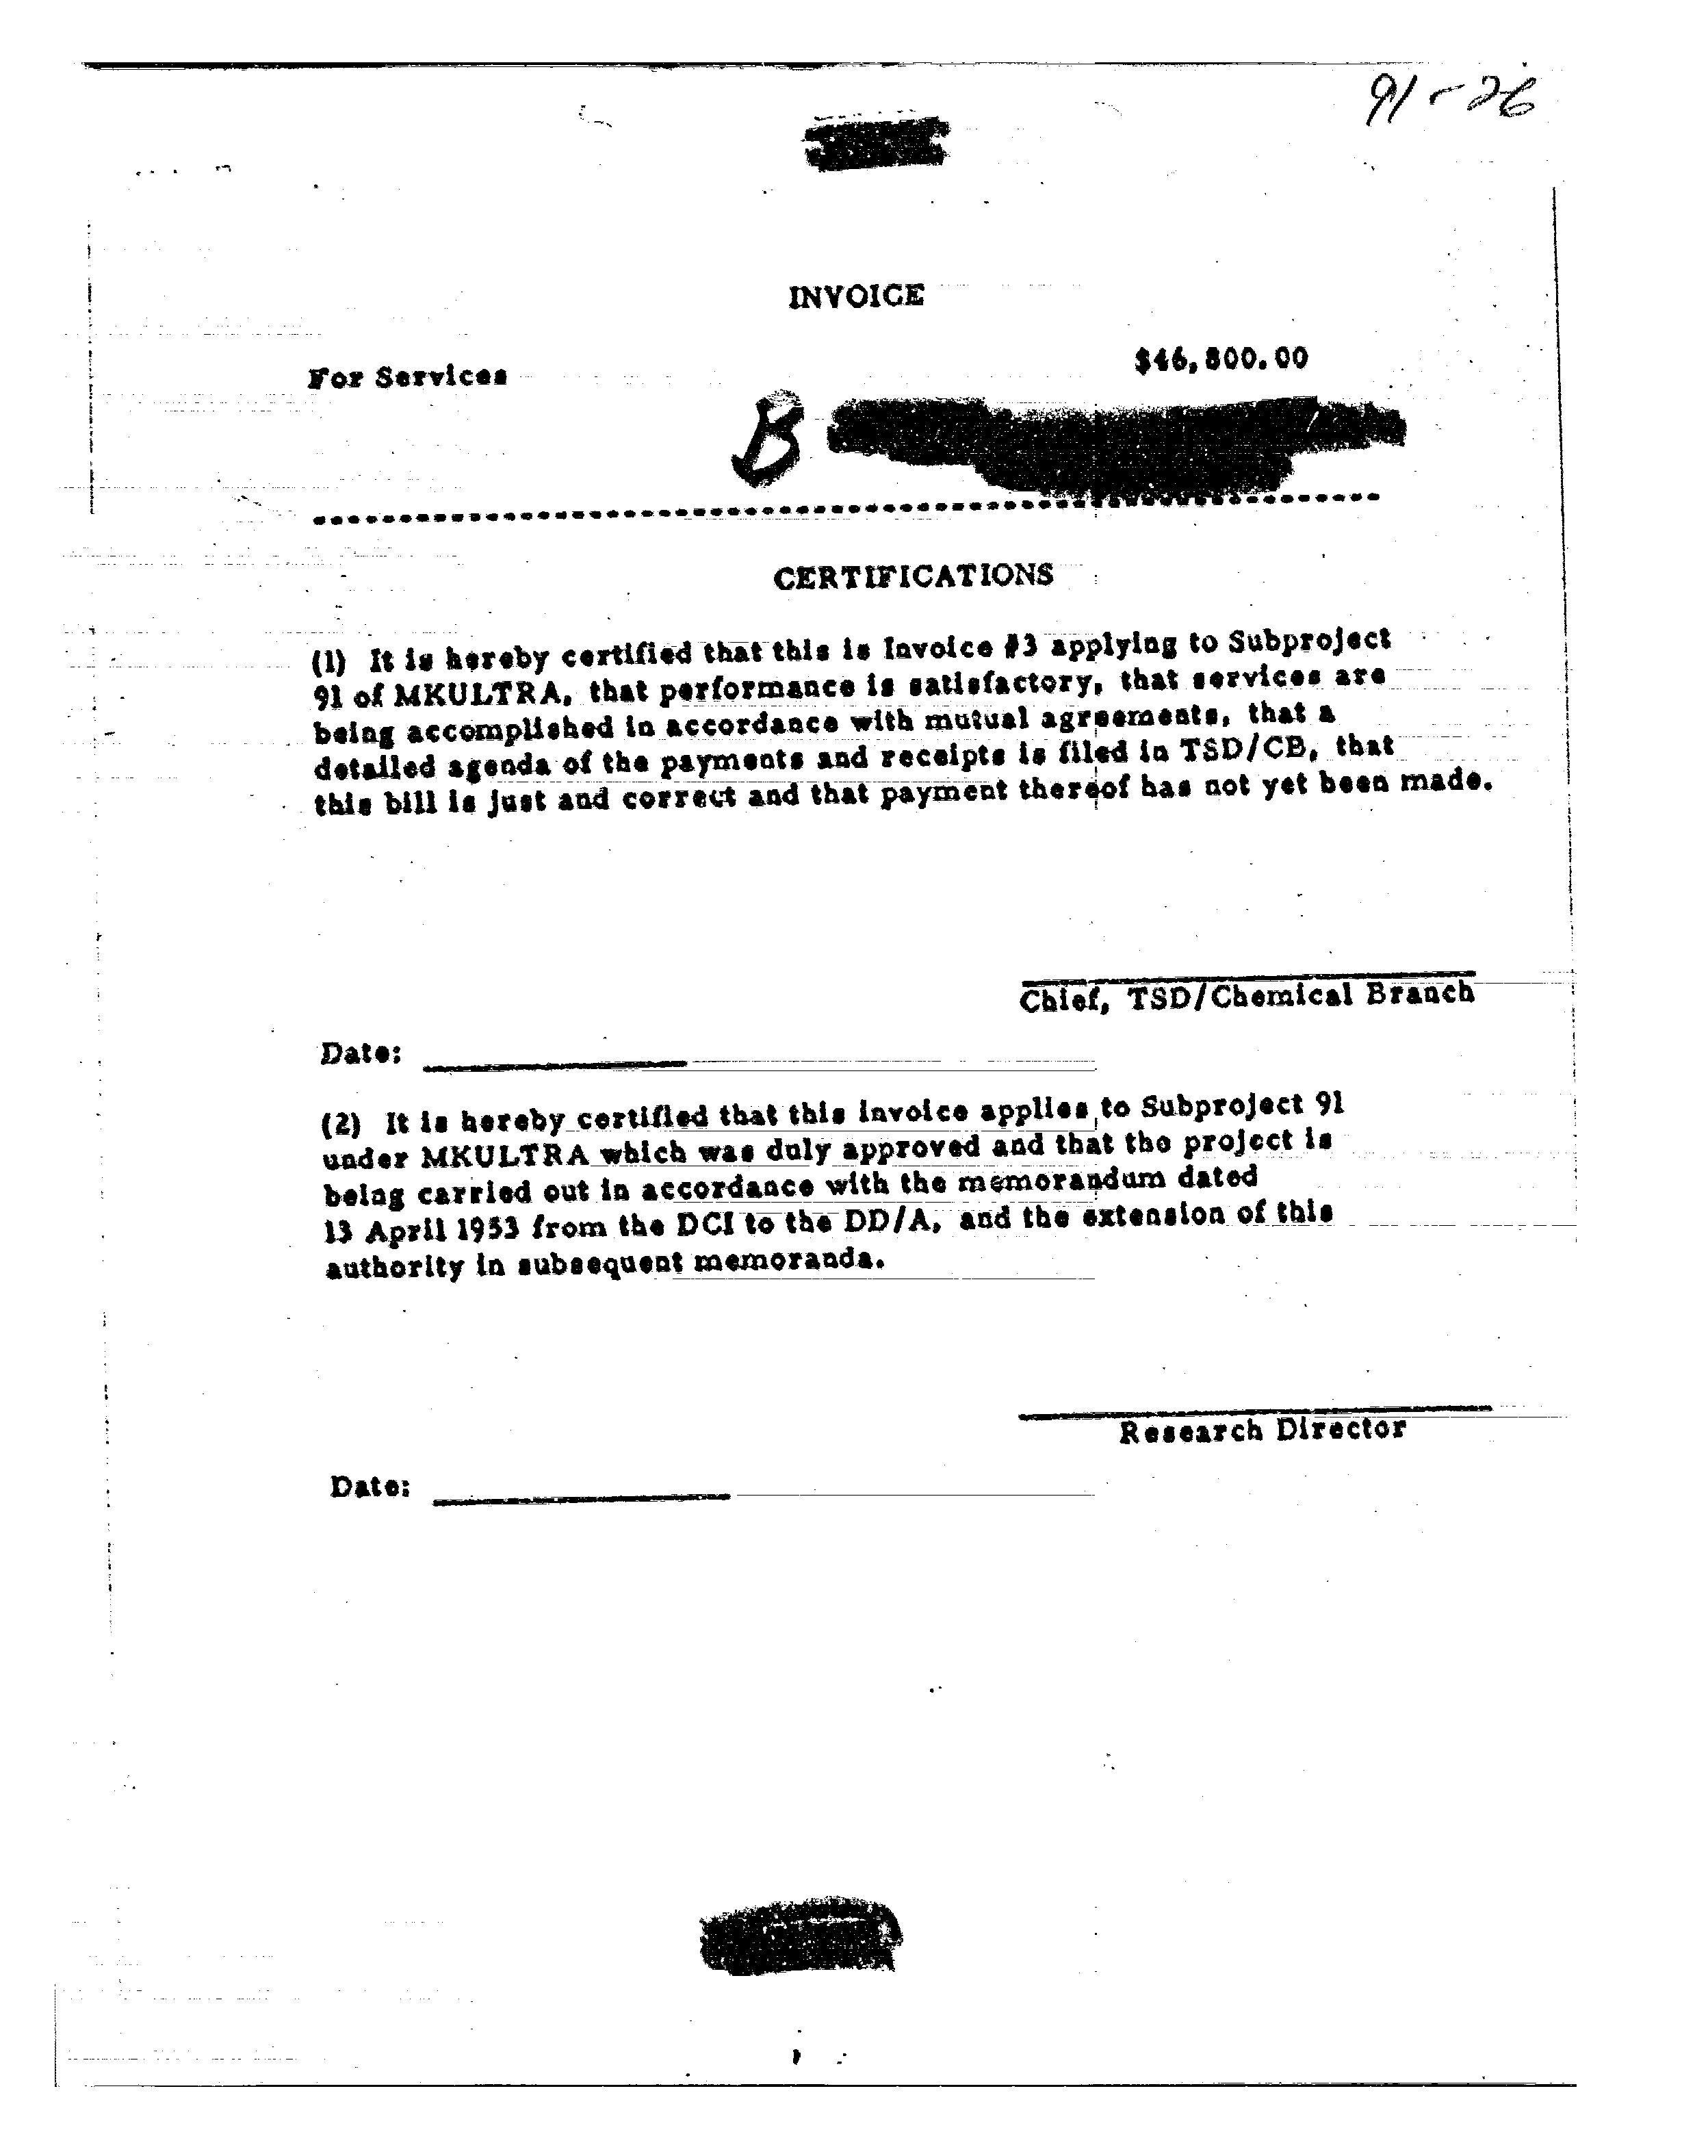 91-26
INVOICE
For Services $46,800.00
B
CERTIFICATIONS
(1) It is hereby certified that this is Invoice #3 applying to Subproject
91 of MKULTRA, that performance is satisfactory, that services are
being accomplished in accordance with mutual agreements, that a
detailed agenda of the payments and receipts is filed in TSD/CB, that
this bill is just and correct and that payment thereof has not yet been made.
Chief, TSD/Chemical Branch
Date:
(2) It is hereby certified that this invoice applies to Subproject 91
under MKULTRA which was duly approved and that the project is
being carried out in accordance with the memorandum dated
13 April 1953 from the DCI to the DD/A, and the extension of this
authority in subsequent memoranda.
Research Director
Date: